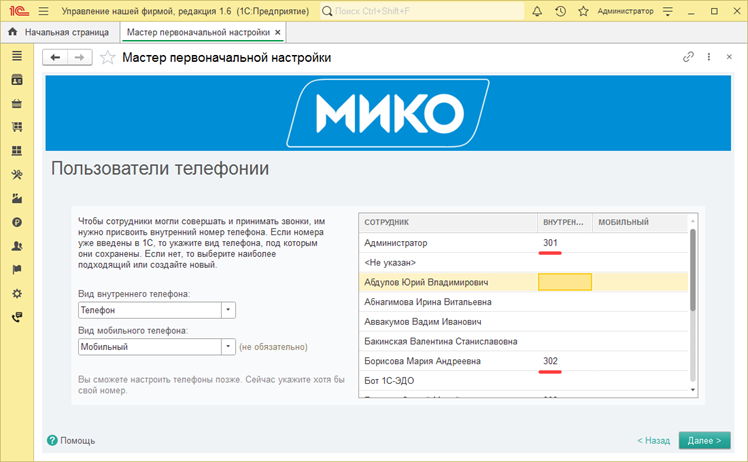 1С Управление нашей фирмой, редакция 1.6 (1С:Предприятие)
Поиск Ctrl+Shift+F
Администратор
Начальная страница
Мастер первоначальной настройки ×
Мастер первоначальной настройки
МИКО
Пользователи телефонии
Чтобы сотрудники могли совершать и принимать звонки, им
нужно присвоить внутренний номер телефона. Если номера
уже введены в 1С, то укажите вид телефона, под которым
они сохранены. Если нет, то выберите наиболее
подходящий или создайте новый.
Вид внутреннего телефона:
Телефон
Вид мобильного телефона:
Мобильный
(не обязательно)
Вы сможете настроить телефоны позже. Сейчас укажите хотя бы
свой номер.
СОТРУДНИК ВНУТРЕН... МОБИЛЬНЫЙ
Администратор 301
<Не указан>
Абдулов Юрий Владимирович
Абнагимова Ирина Витальевна
Аввакумов Вадим Иванович
Бакинская Валентина Станиславовна
Борисова Мария Андреевна 302
Бот 1С-ЭДО
? Помощь
< Назад
Далее >